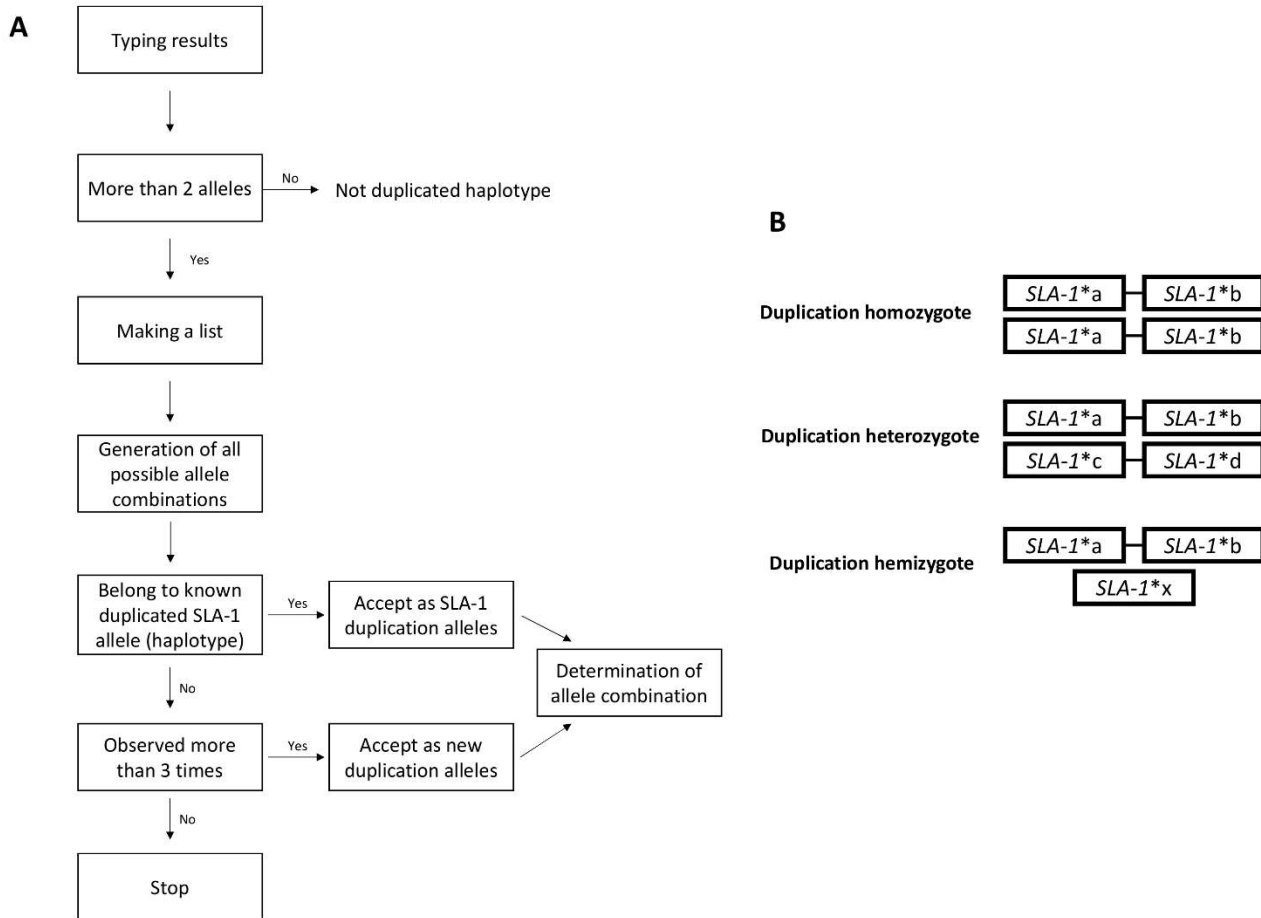 A
Typing results
More than 2 alleles
No
Not duplicated haplotype
Yes
Making a list
Generation of all
possible allele
combinations
Belong to known
duplicated SLA-1
allele (haplotype)
Yes
Accept as SLA-1
duplication alleles
Determination of
allele combination
No
Observed more
than 3 times
Yes
Accept as new
duplication alleles
No
Stop
B
Duplication homozygote
SLA-1*a
SLA-1*b
SLA-1*a
SLA-1*b
Duplication heterozygote
SLA-1*a
SLA-1*b
SLA-1*c
SLA-1*d
Duplication hemizygote
SLA-1*a
SLA-1*b
SLA-1*x